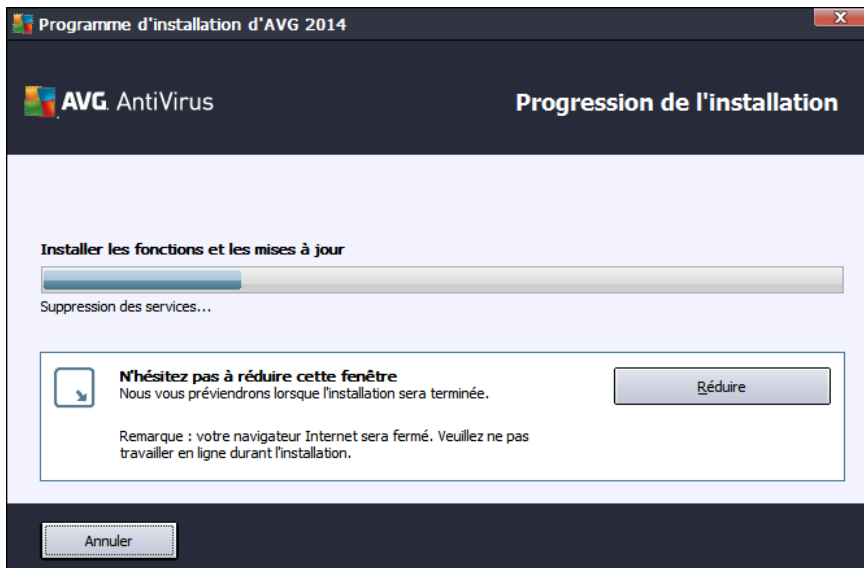 Programme d'installation d'AVG 2014
AVG. AntiVirus
Progression de l'installation
Installer les fonctions et les mises à jour
Suppression des services...
N'hésitez pas à réduire cette fenêtre
Nous vous préviendrons lorsque l'installation sera terminée.
Réduire
Remarque : votre navigateur Internet sera fermé. Veuillez ne pas
travailler en ligne durant l'installation.
Annuler